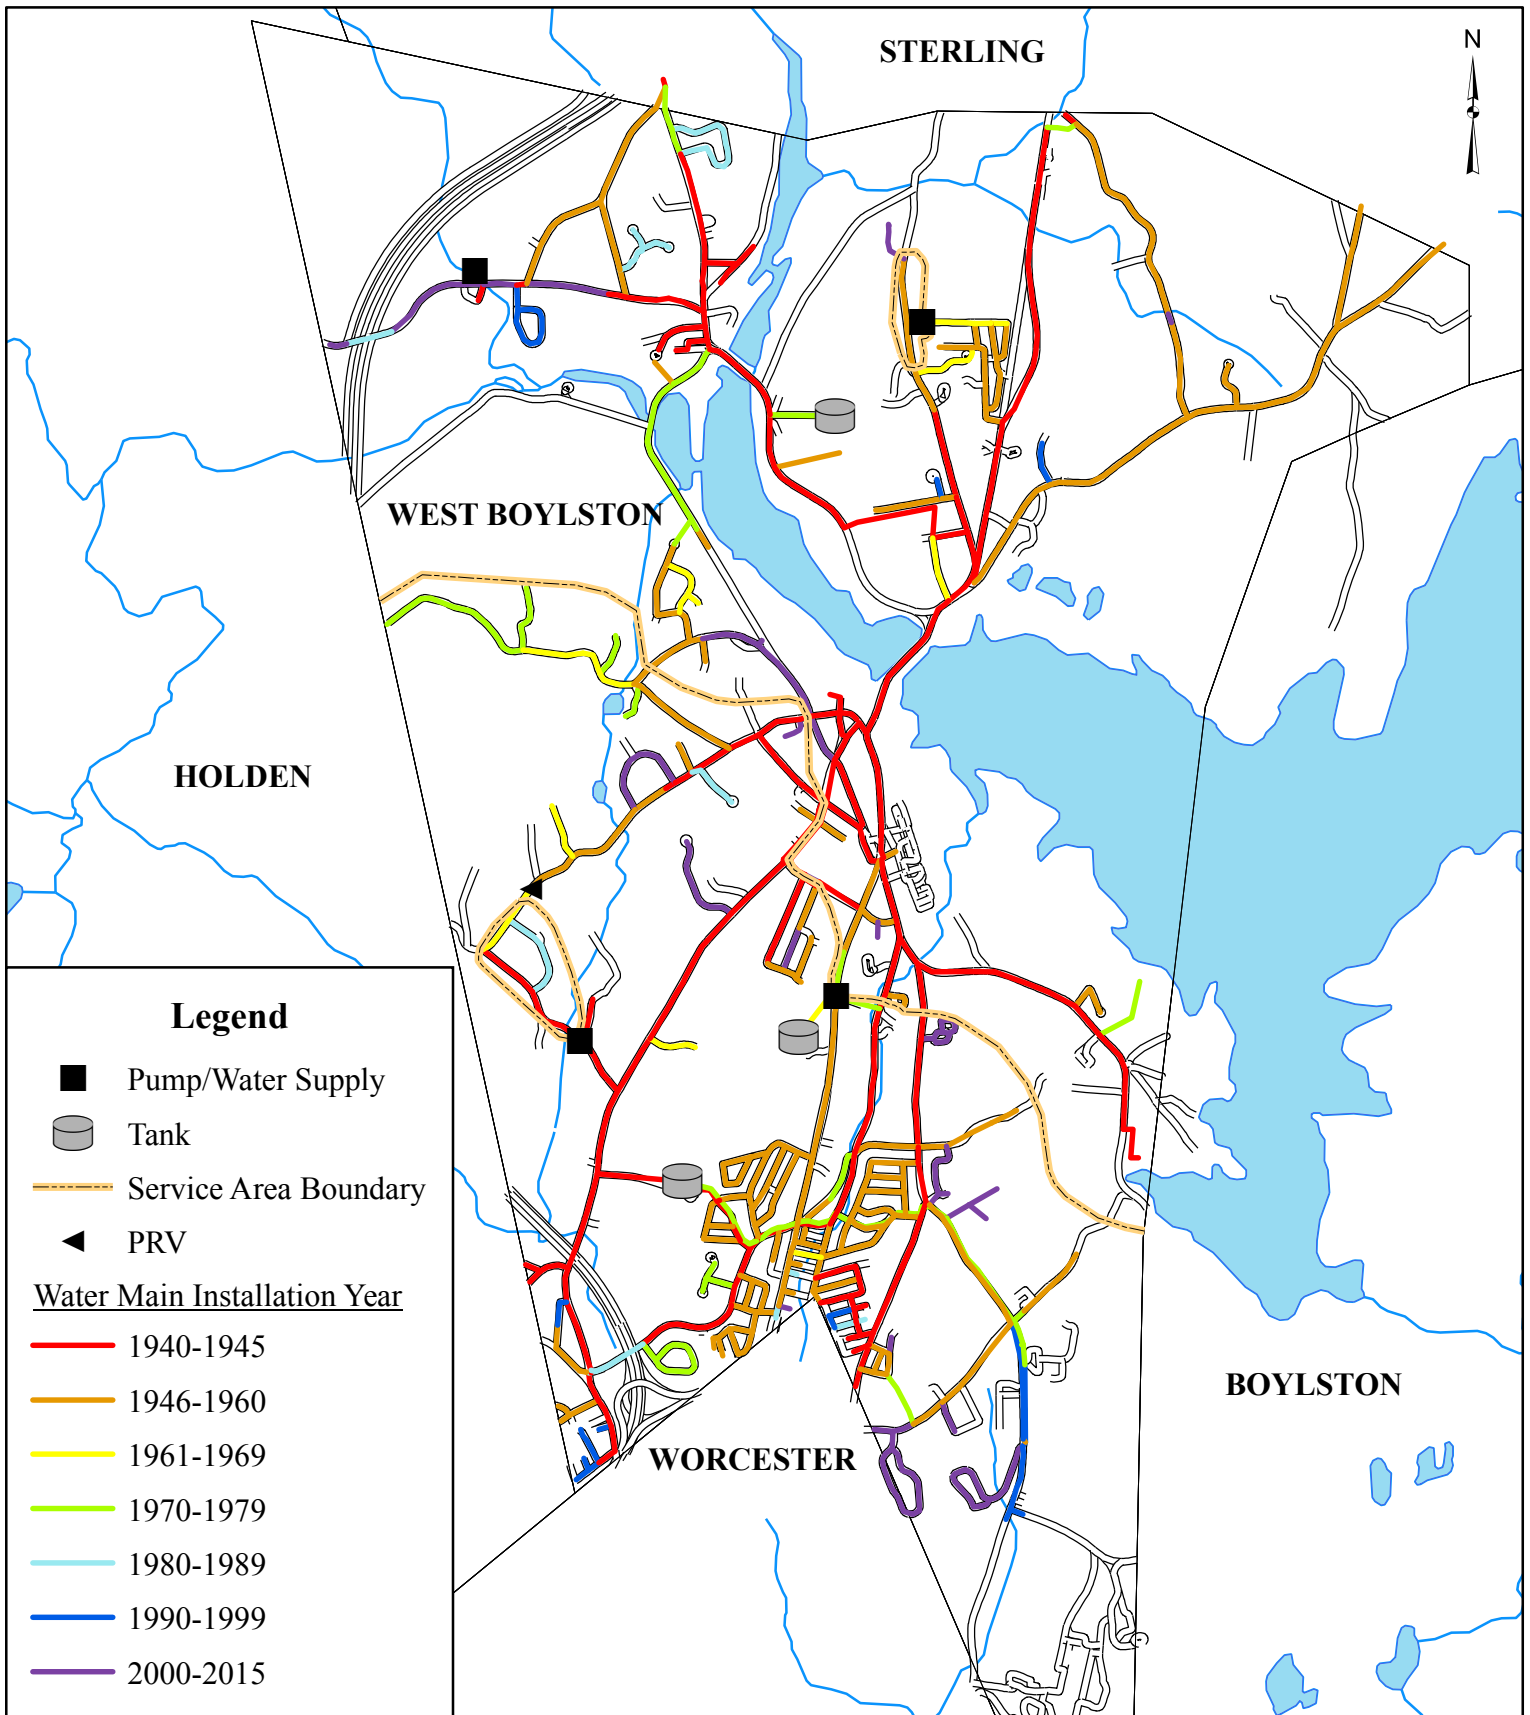 STERLING
N
WEST BOYLSTON
HOLDEN
Legend
Pump/Water Supply
Tank
Service Area Boundary
PRV
Water Main Installation Year
1940-1945
1946-1960
1961-1969
1970-1979
1980-1989
1990-1999
2000-2015
BOYLSTON
WORCESTER